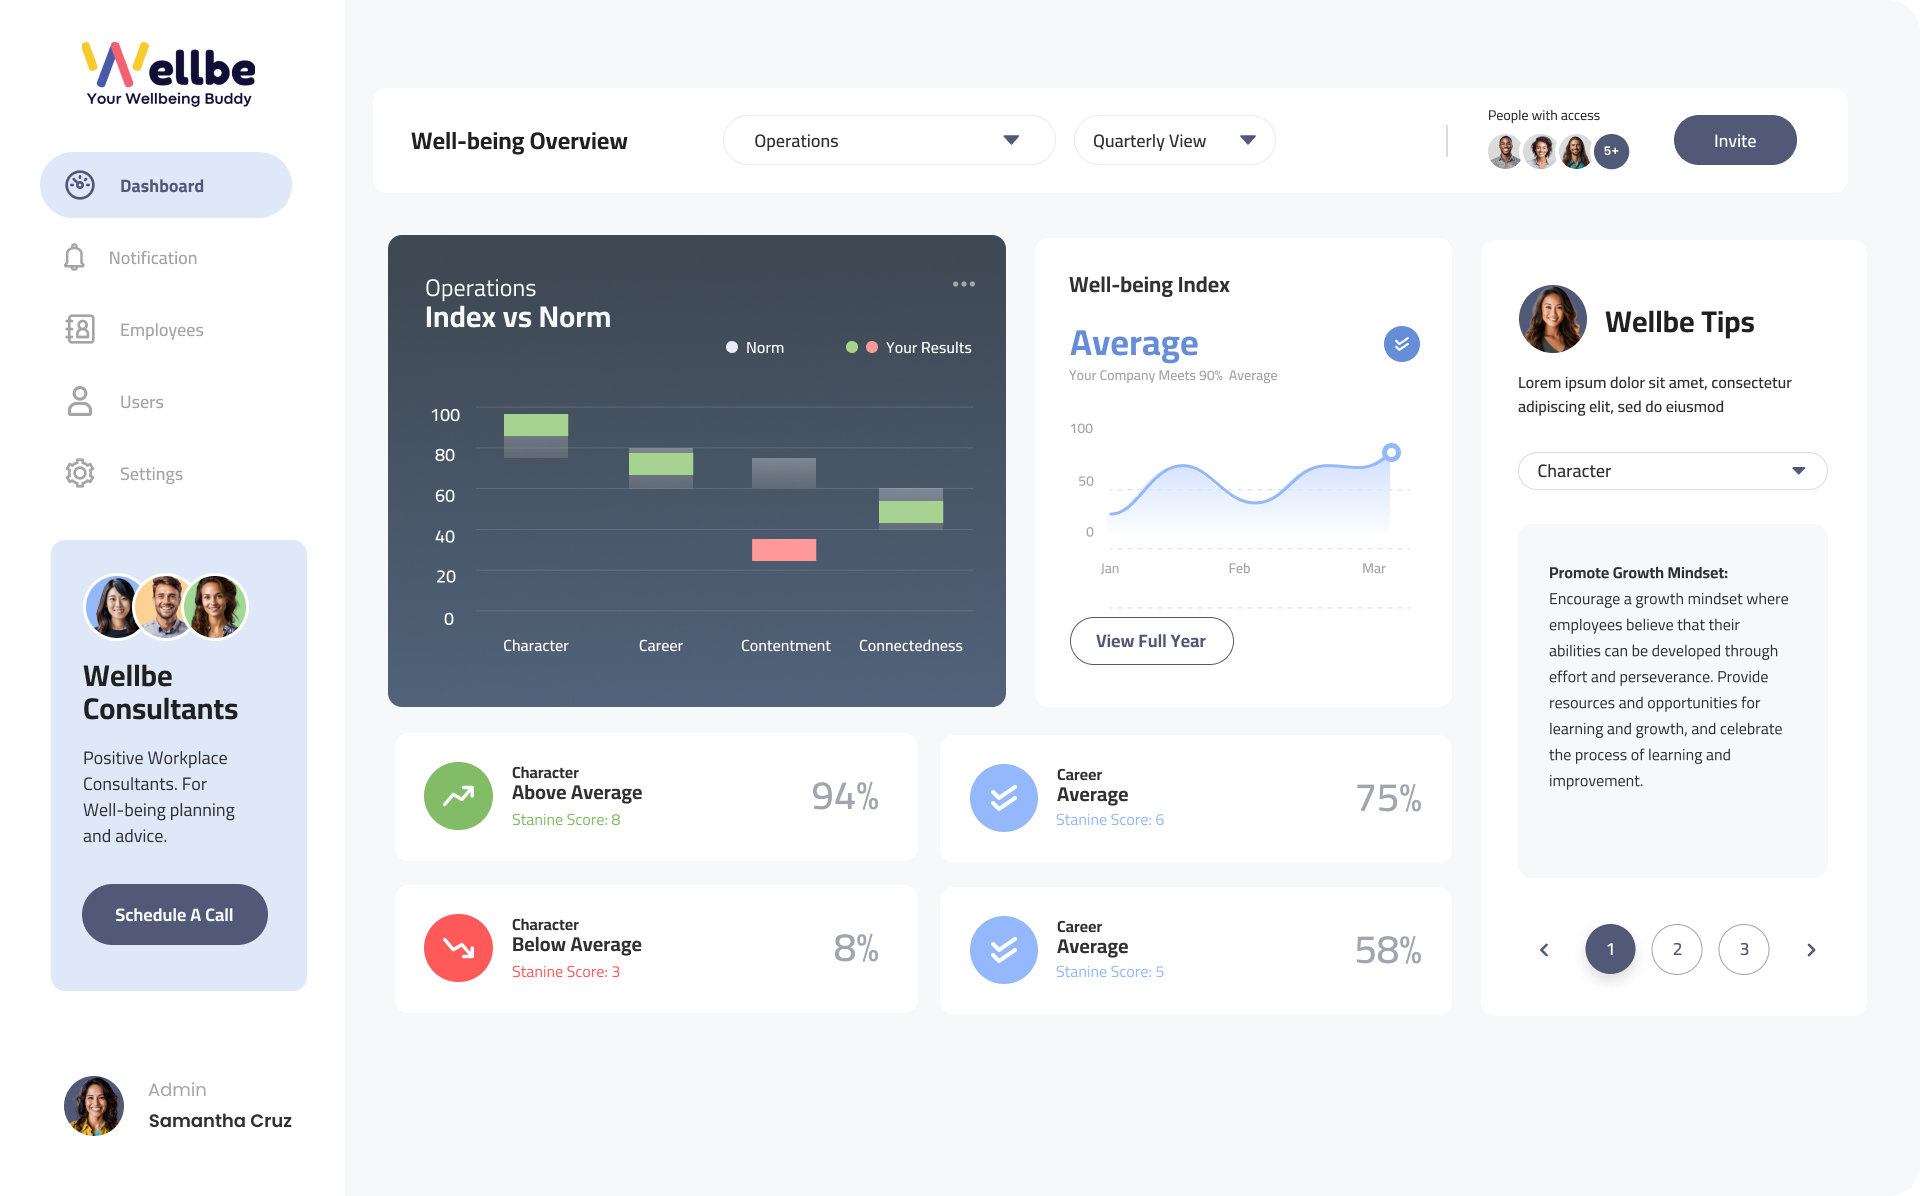 Wellbe
Your Wellbeing Buddy
Dashboard
Notification
Employees
Users
Settings
Wellbe
Consultants
Positive Workplace
Consultants. For
Well-being planning
and advice.
Schedule A Call
Admin
Samantha Cruz
Well-being Overview
Operations
Quarterly View
People with access
5+
Invite
Operations
Index vs Norm
Norm
Your Results
100
80
60
40
20
0
Character
Career
Contentment
Connectedness
Well-being Index
Average
Your Company Meets 90% Average
100
50
0
Jan
Feb
Mar
View Full Year
Character
Above Average
Stanine Score: 8
94%
Career
Average
Stanine Score: 6
75%
Character
Below Average
Stanine Score: 3
8%
Career
Average
Stanine Score: 5
58%
Wellbe Tips
Lorem ipsum dolor sit amet, consectetur
adipiscing elit, sed do eiusmod
Character
Promote Growth Mindset:
Encourage a growth mindset where
employees believe that their
abilities can be developed through
effort and perseverance. Provide
resources and opportunities for
learning and growth, and celebrate
the process of learning and
improvement.
1
2
3